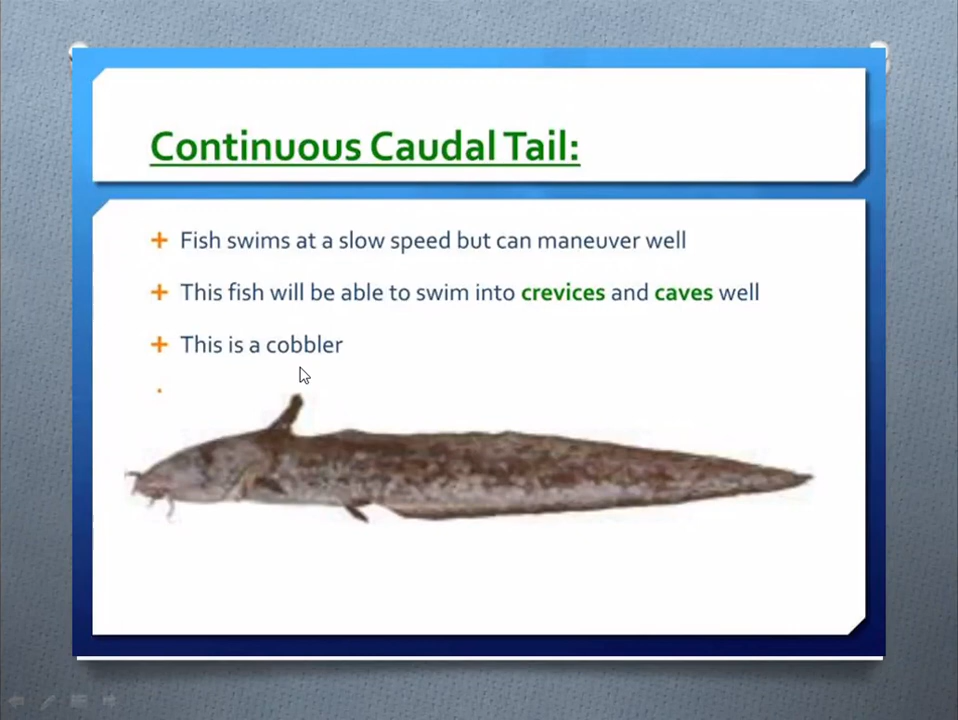 Continuous Caudal Tail:
Fish swims at a slow speed but can maneuver well
This fish will be able to swim into crevices and caves well
This is a cobbler